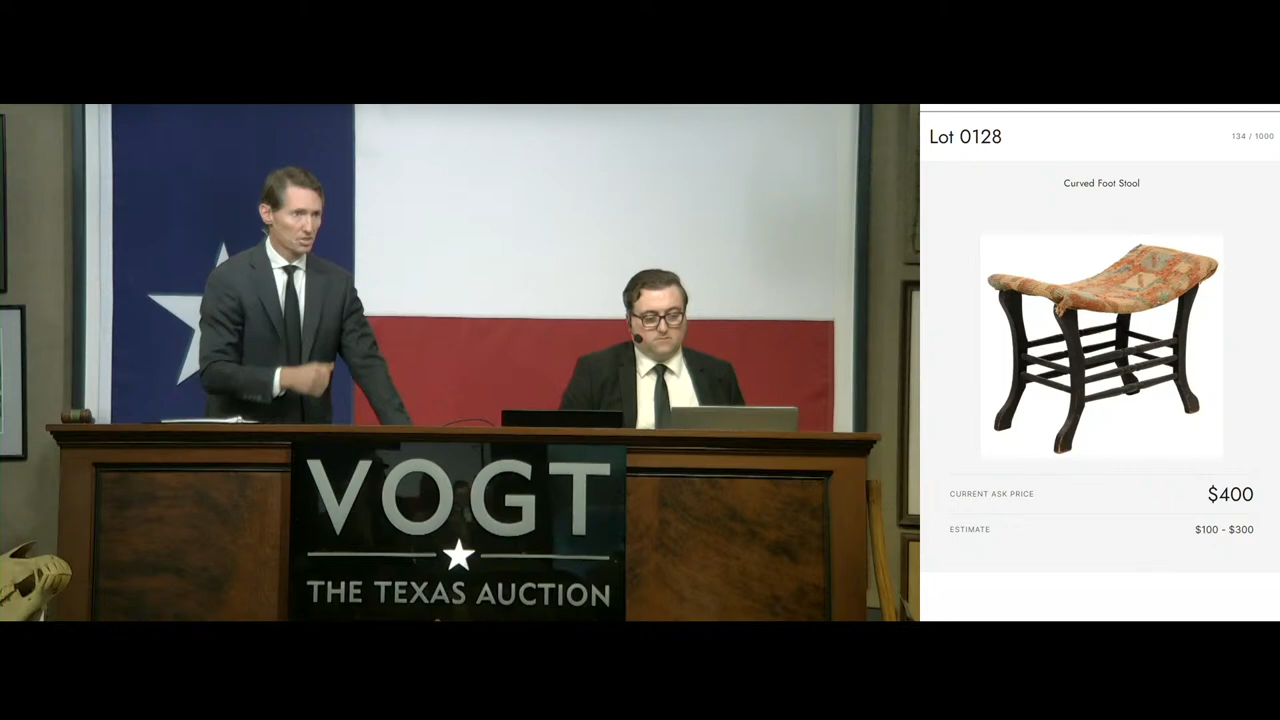 VOGT
THE TEXAS AUCTION
Lot 0128
134 / 1000
Curved Foot Stool
CURRENT ASK PRICE
$400
ESTIMATE
$100 - $300